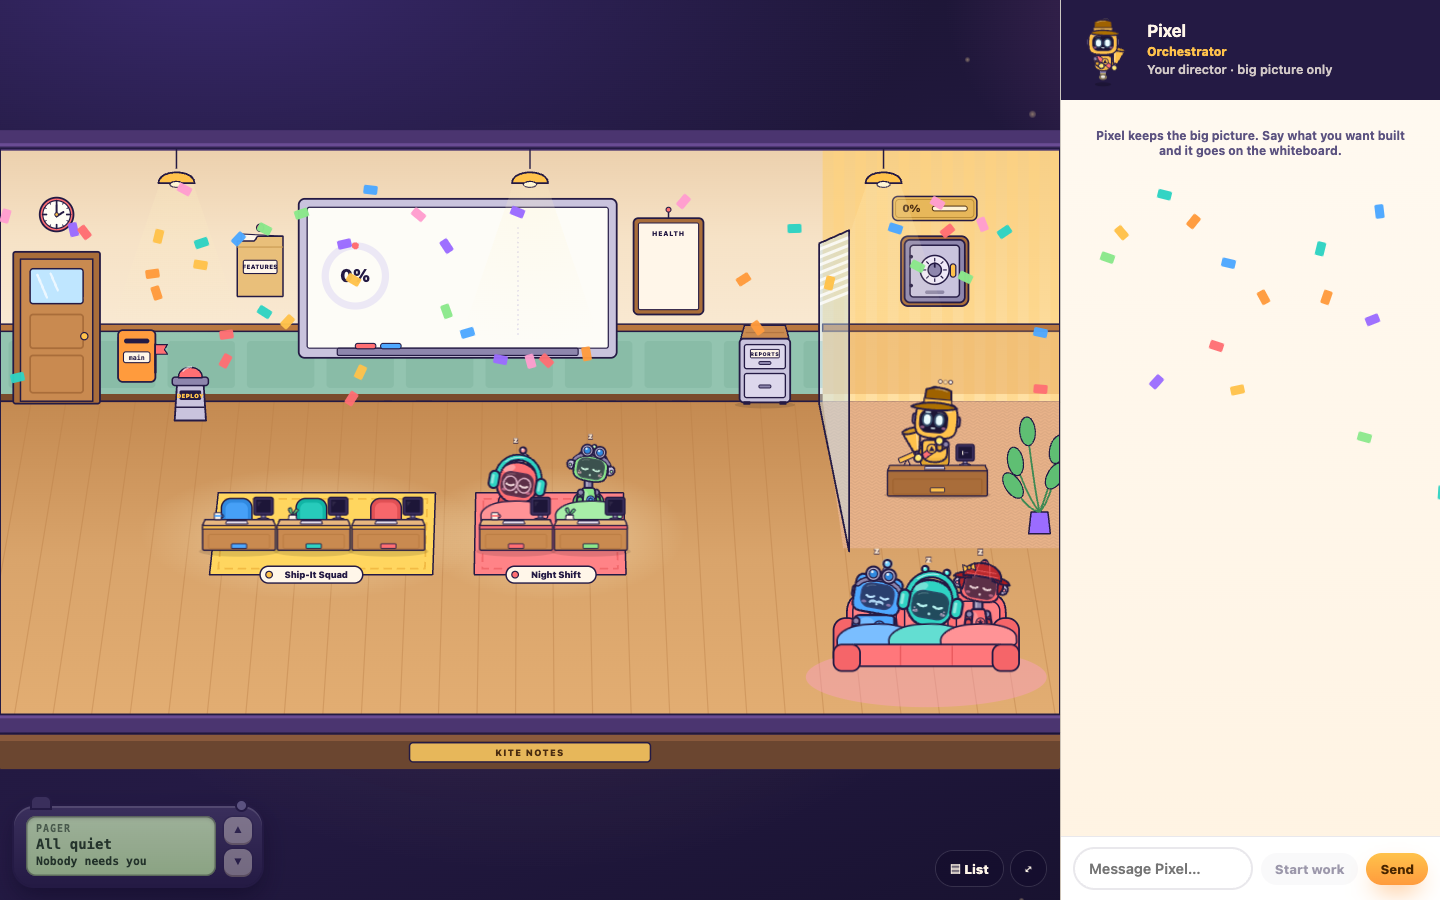 Pixel
Orchestrator
Your director · big picture only
Pixel keeps the big picture. Say what you want built
and it goes on the whiteboard.
0%
HEALTH
FEATURES
0%
main
REPORTS
DEPLOY
z
z
z
z
z
Ship-It Squad
Night Shift
KITE NOTES
PAGER
All quiet
Nobody needs you
▲
▼
List
Message Pixel...
Start work
Send